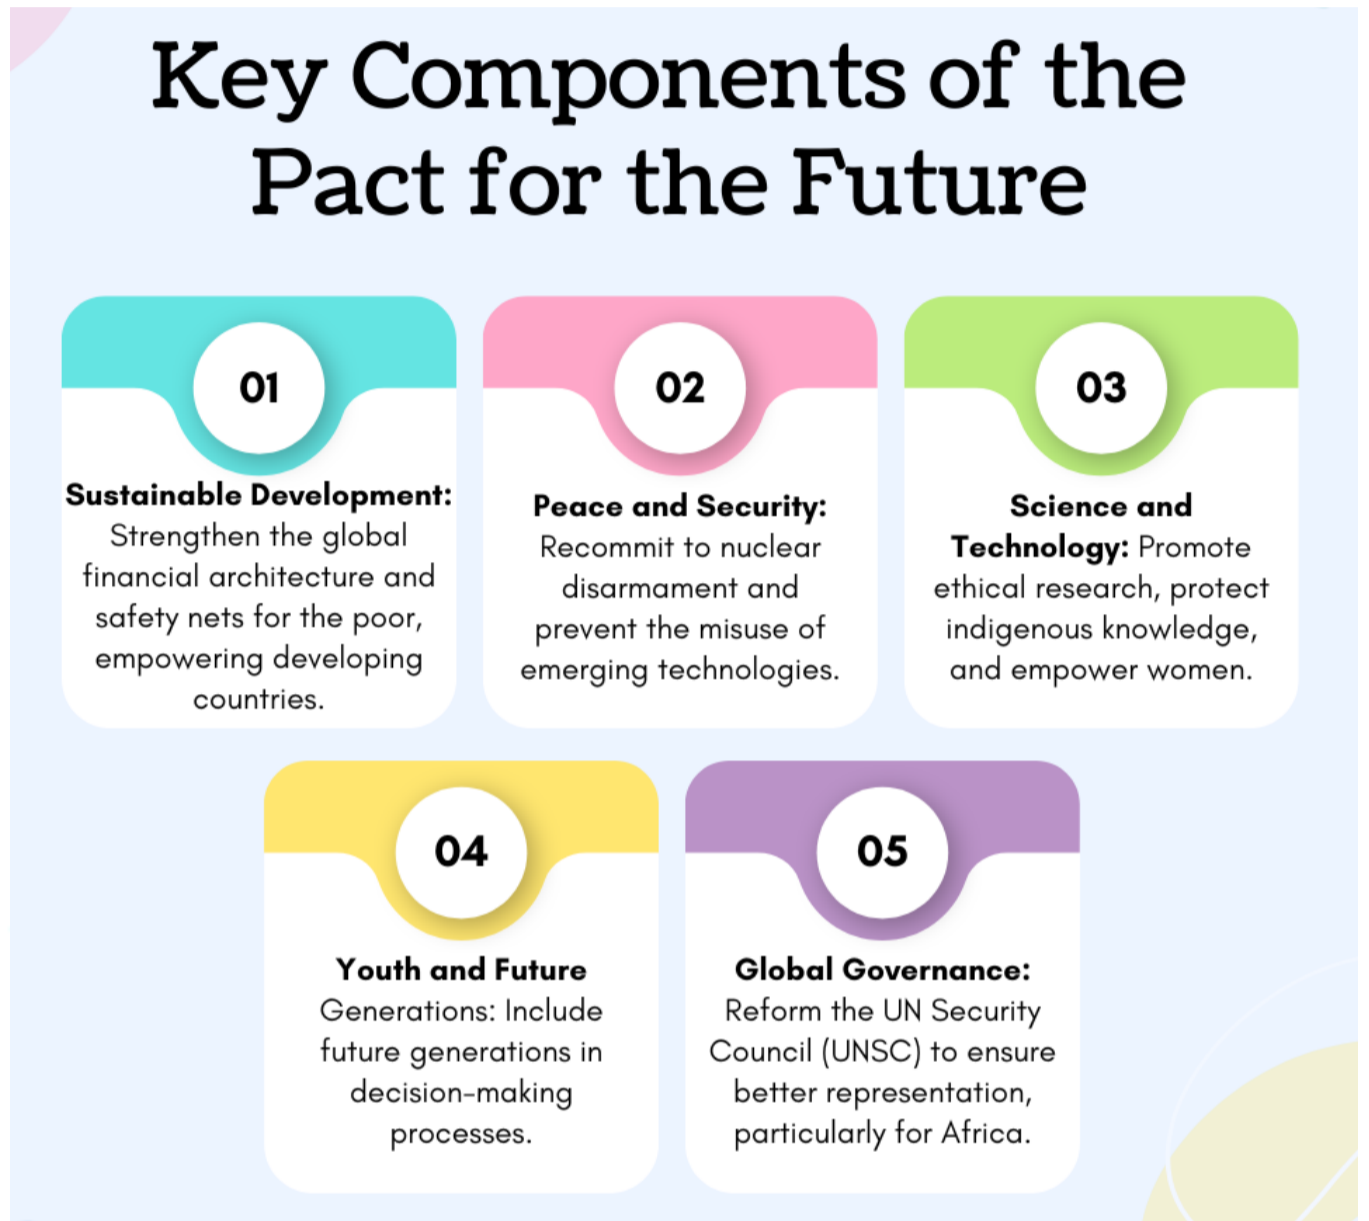 Key Components of the
Pact for the Future
01
Sustainable Development:
Strengthen the global
financial architecture and
safety nets for the poor,
empowering developing
countries.
02
Peace and Security:
Recommit to nuclear
disarmament and
prevent the misuse of
emerging technologies.
03
Science and
Technology: Promote
ethical research, protect
indigenous knowledge,
and empower women.
04
Youth and Future
Generations: Include
future generations in
decision-making
processes.
05
Global Governance:
Reform the UN Security
Council (UNSC) to ensure
better representation,
particularly for Africa.